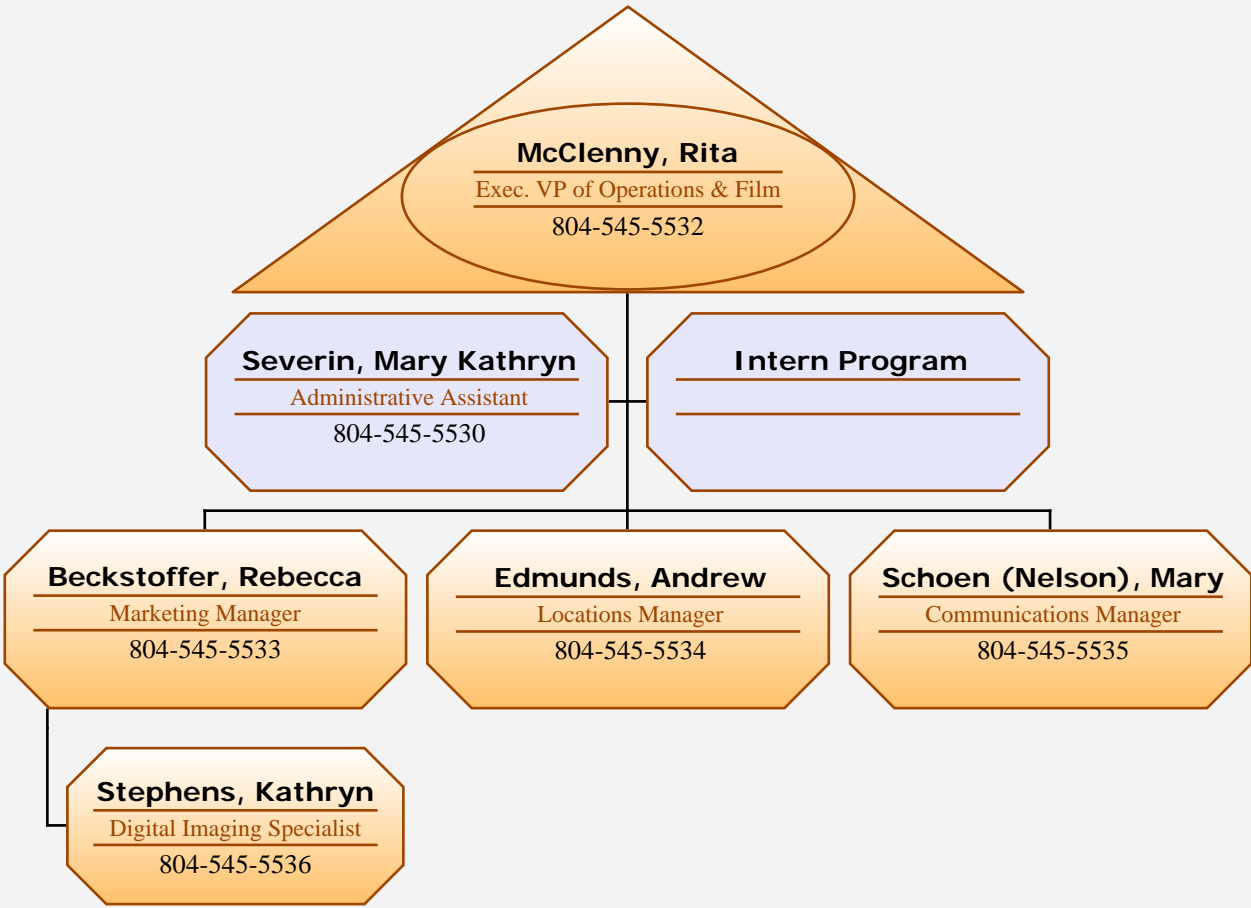 McClenny, Rita
Exec. VP of Operations & Film
804-545-5532
Severin, Mary Kathryn
Administrative Assistant
804-545-5530
Intern Program
Beckstoffer, Rebecca
Marketing Manager
804-545-5533
Edmunds, Andrew
Locations Manager
804-545-5534
Schoen (Nelson), Mary
Communications Manager
804-545-5535
Stephens, Kathryn
Digital Imaging Specialist
804-545-5536